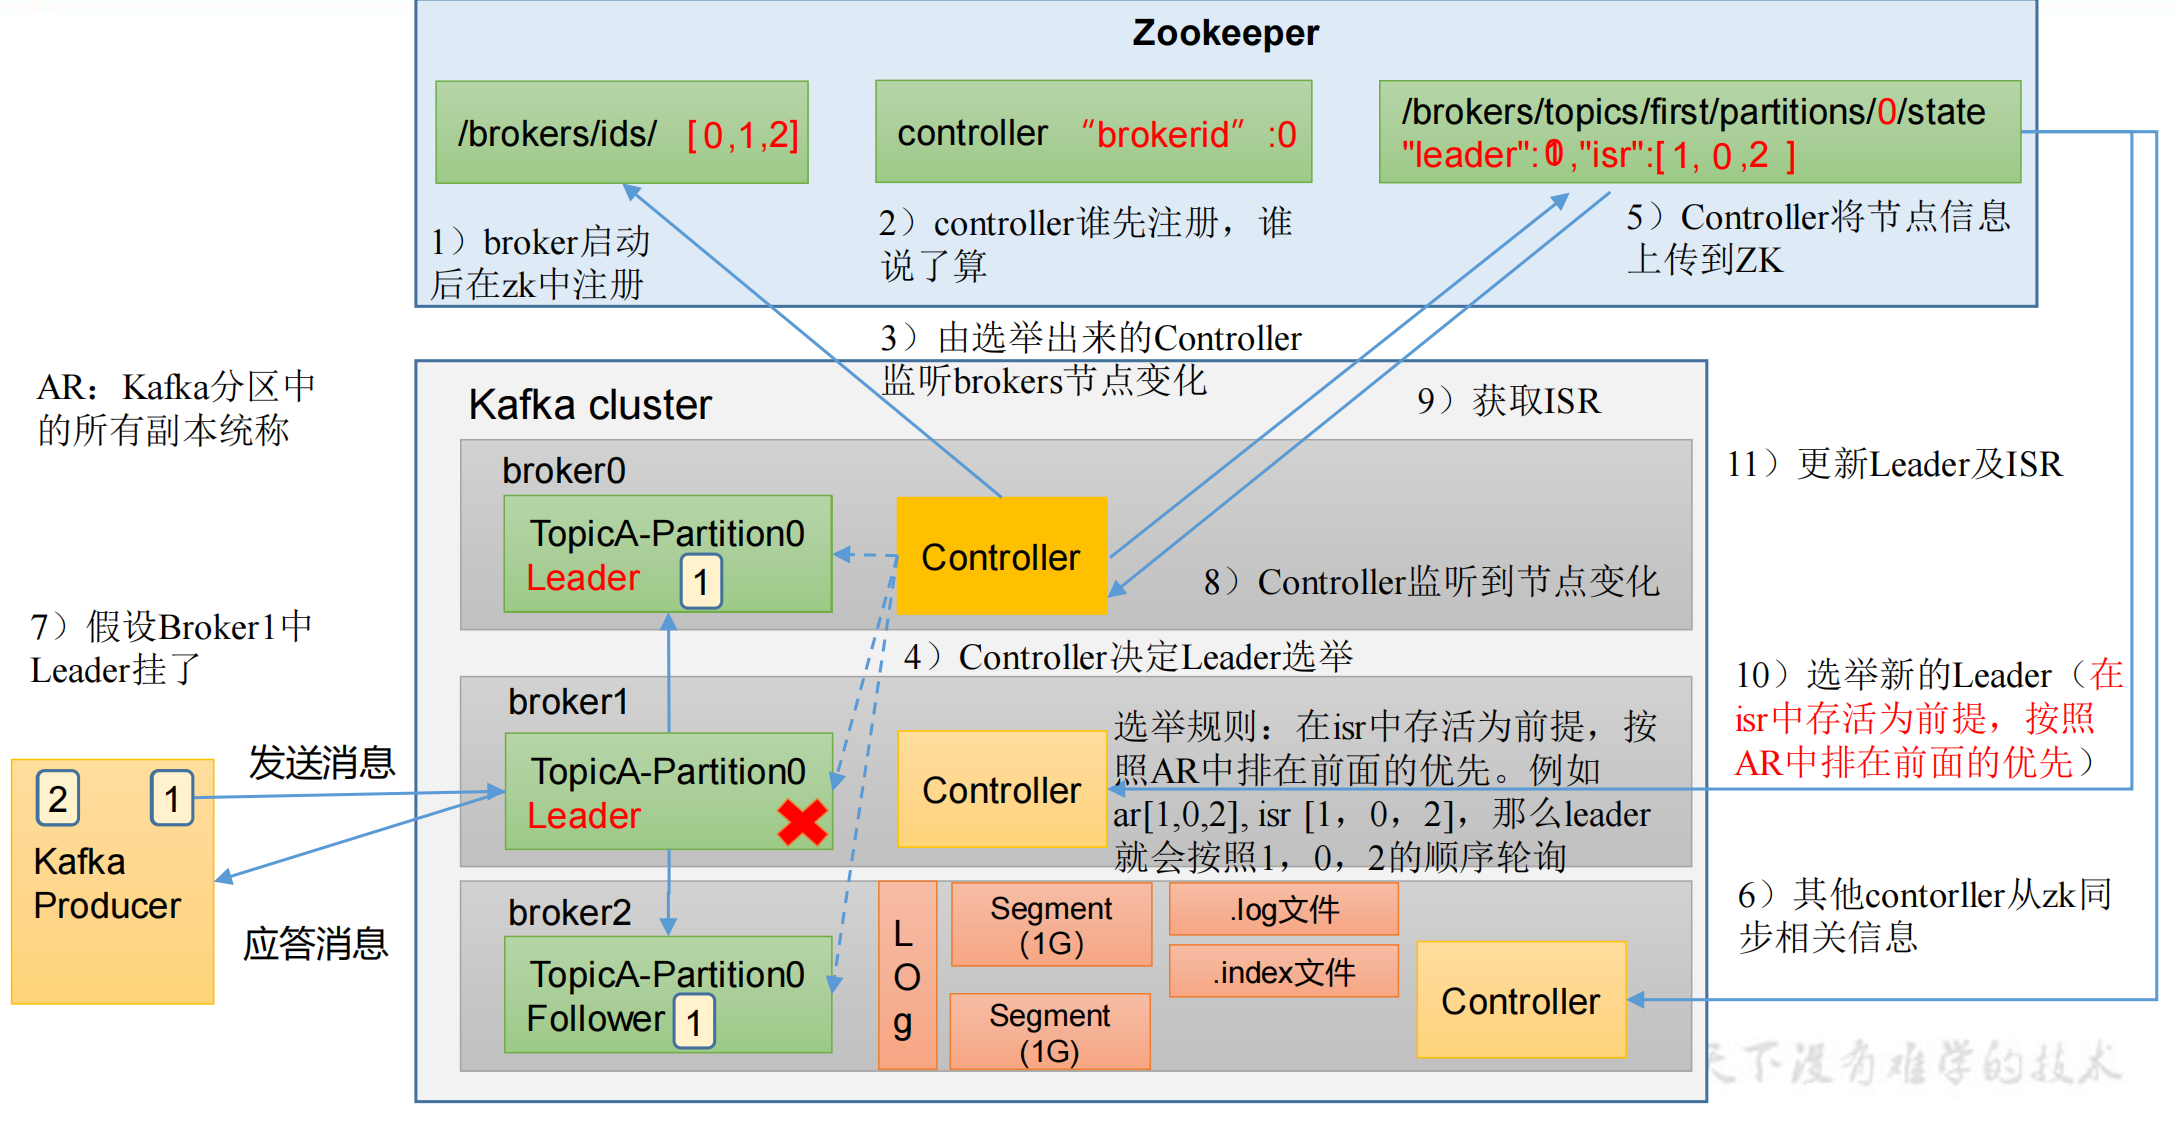 Zookeeper
/brokers/ids/ [0,1,2]
controller “brokerid” :0
/brokers/topics/first/partitions/0/state
"leader": ,"isr":[ 1, 0 ,2 ]
1）broker启动
后在zk中注册
2）controller谁先注册，谁
说了算
5）Controller将节点信息
上传到ZK
3）由选举出来的Controller
监听brokers节点变化
AR：Kafka分区中
的所有副本统称
Kafka cluster
9）获取ISR
11）更新Leader及ISR
broker0
TopicA-Partition0
Leader 1
Controller
8）Controller监听到节点变化
7）假设Broker1中
Leader挂了
4）Controller决定Leader选举
10）选举新的Leader（在
isr中存活为前提，按照
AR中排在前面的优先）
broker1
TopicA-Partition0
Leader
Controller
选举规则：在isr中存活为前提，按
照AR中排在前面的优先。例如
ar[1,0,2], isr [1，0，2]，那么leader
就会按照1，0，2的顺序轮询
发送消息
2 1
Kafka
Producer
应答消息
broker2
TopicA-Partition0
Follower 1
L
O
g
Segment
(1G)
Segment
(1G)
.log文件
.index文件
Controller
6）其他contorller从zk同
步相关信息
天下没有难学的技术